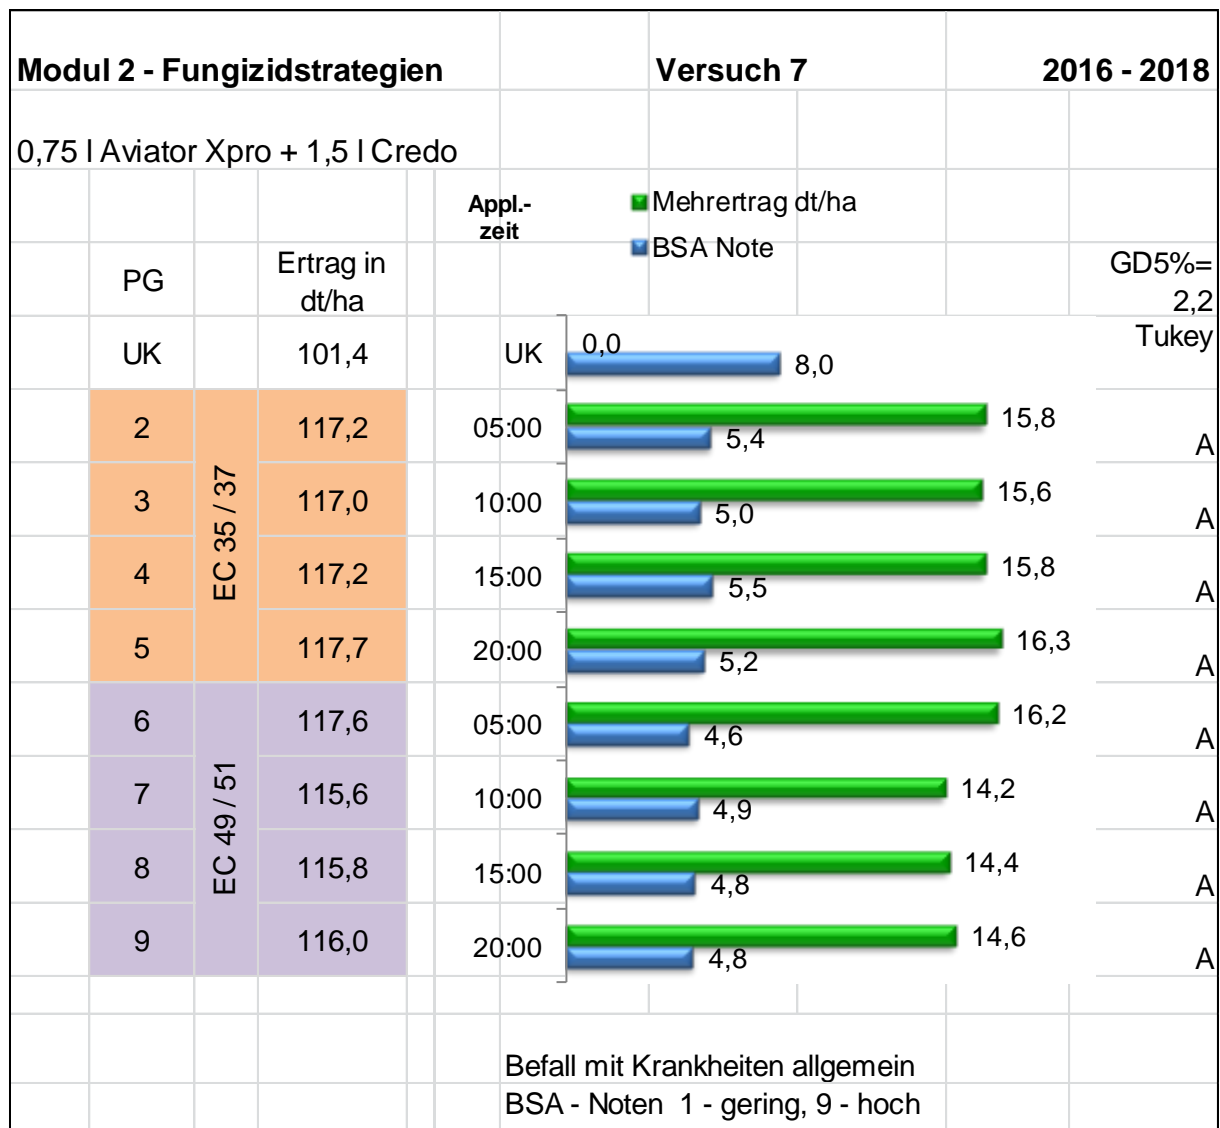 Modul 2 - Fungizidstrategien Versuch 7 2016 - 2018
0,75 l Aviator Xpro + 1,5 l Credo
Appl.-
zeit
Mehrertrag dt/ha
BSA Note
PG
Ertrag in
dt/ha
GD5%=
2,2
Tukey
UK 101,4 UK 0,0 8,0
EC 35 / 37
2 117,2 05:00 15,8 5,4 A
3 117,0 10:00 15,6 5,0 A
4 117,2 15:00 15,8 5,5 A
5 117,7 20:00 16,3 5,2 A
EC 49 / 51
6 117,6 05:00 16,2 4,6 A
7 115,6 10:00 14,2 4,9 A
8 115,8 15:00 14,4 4,8 A
9 116,0 20:00 14,6 4,8 A
Befall mit Krankheiten allgemein
BSA - Noten 1 - gering, 9 - hoch